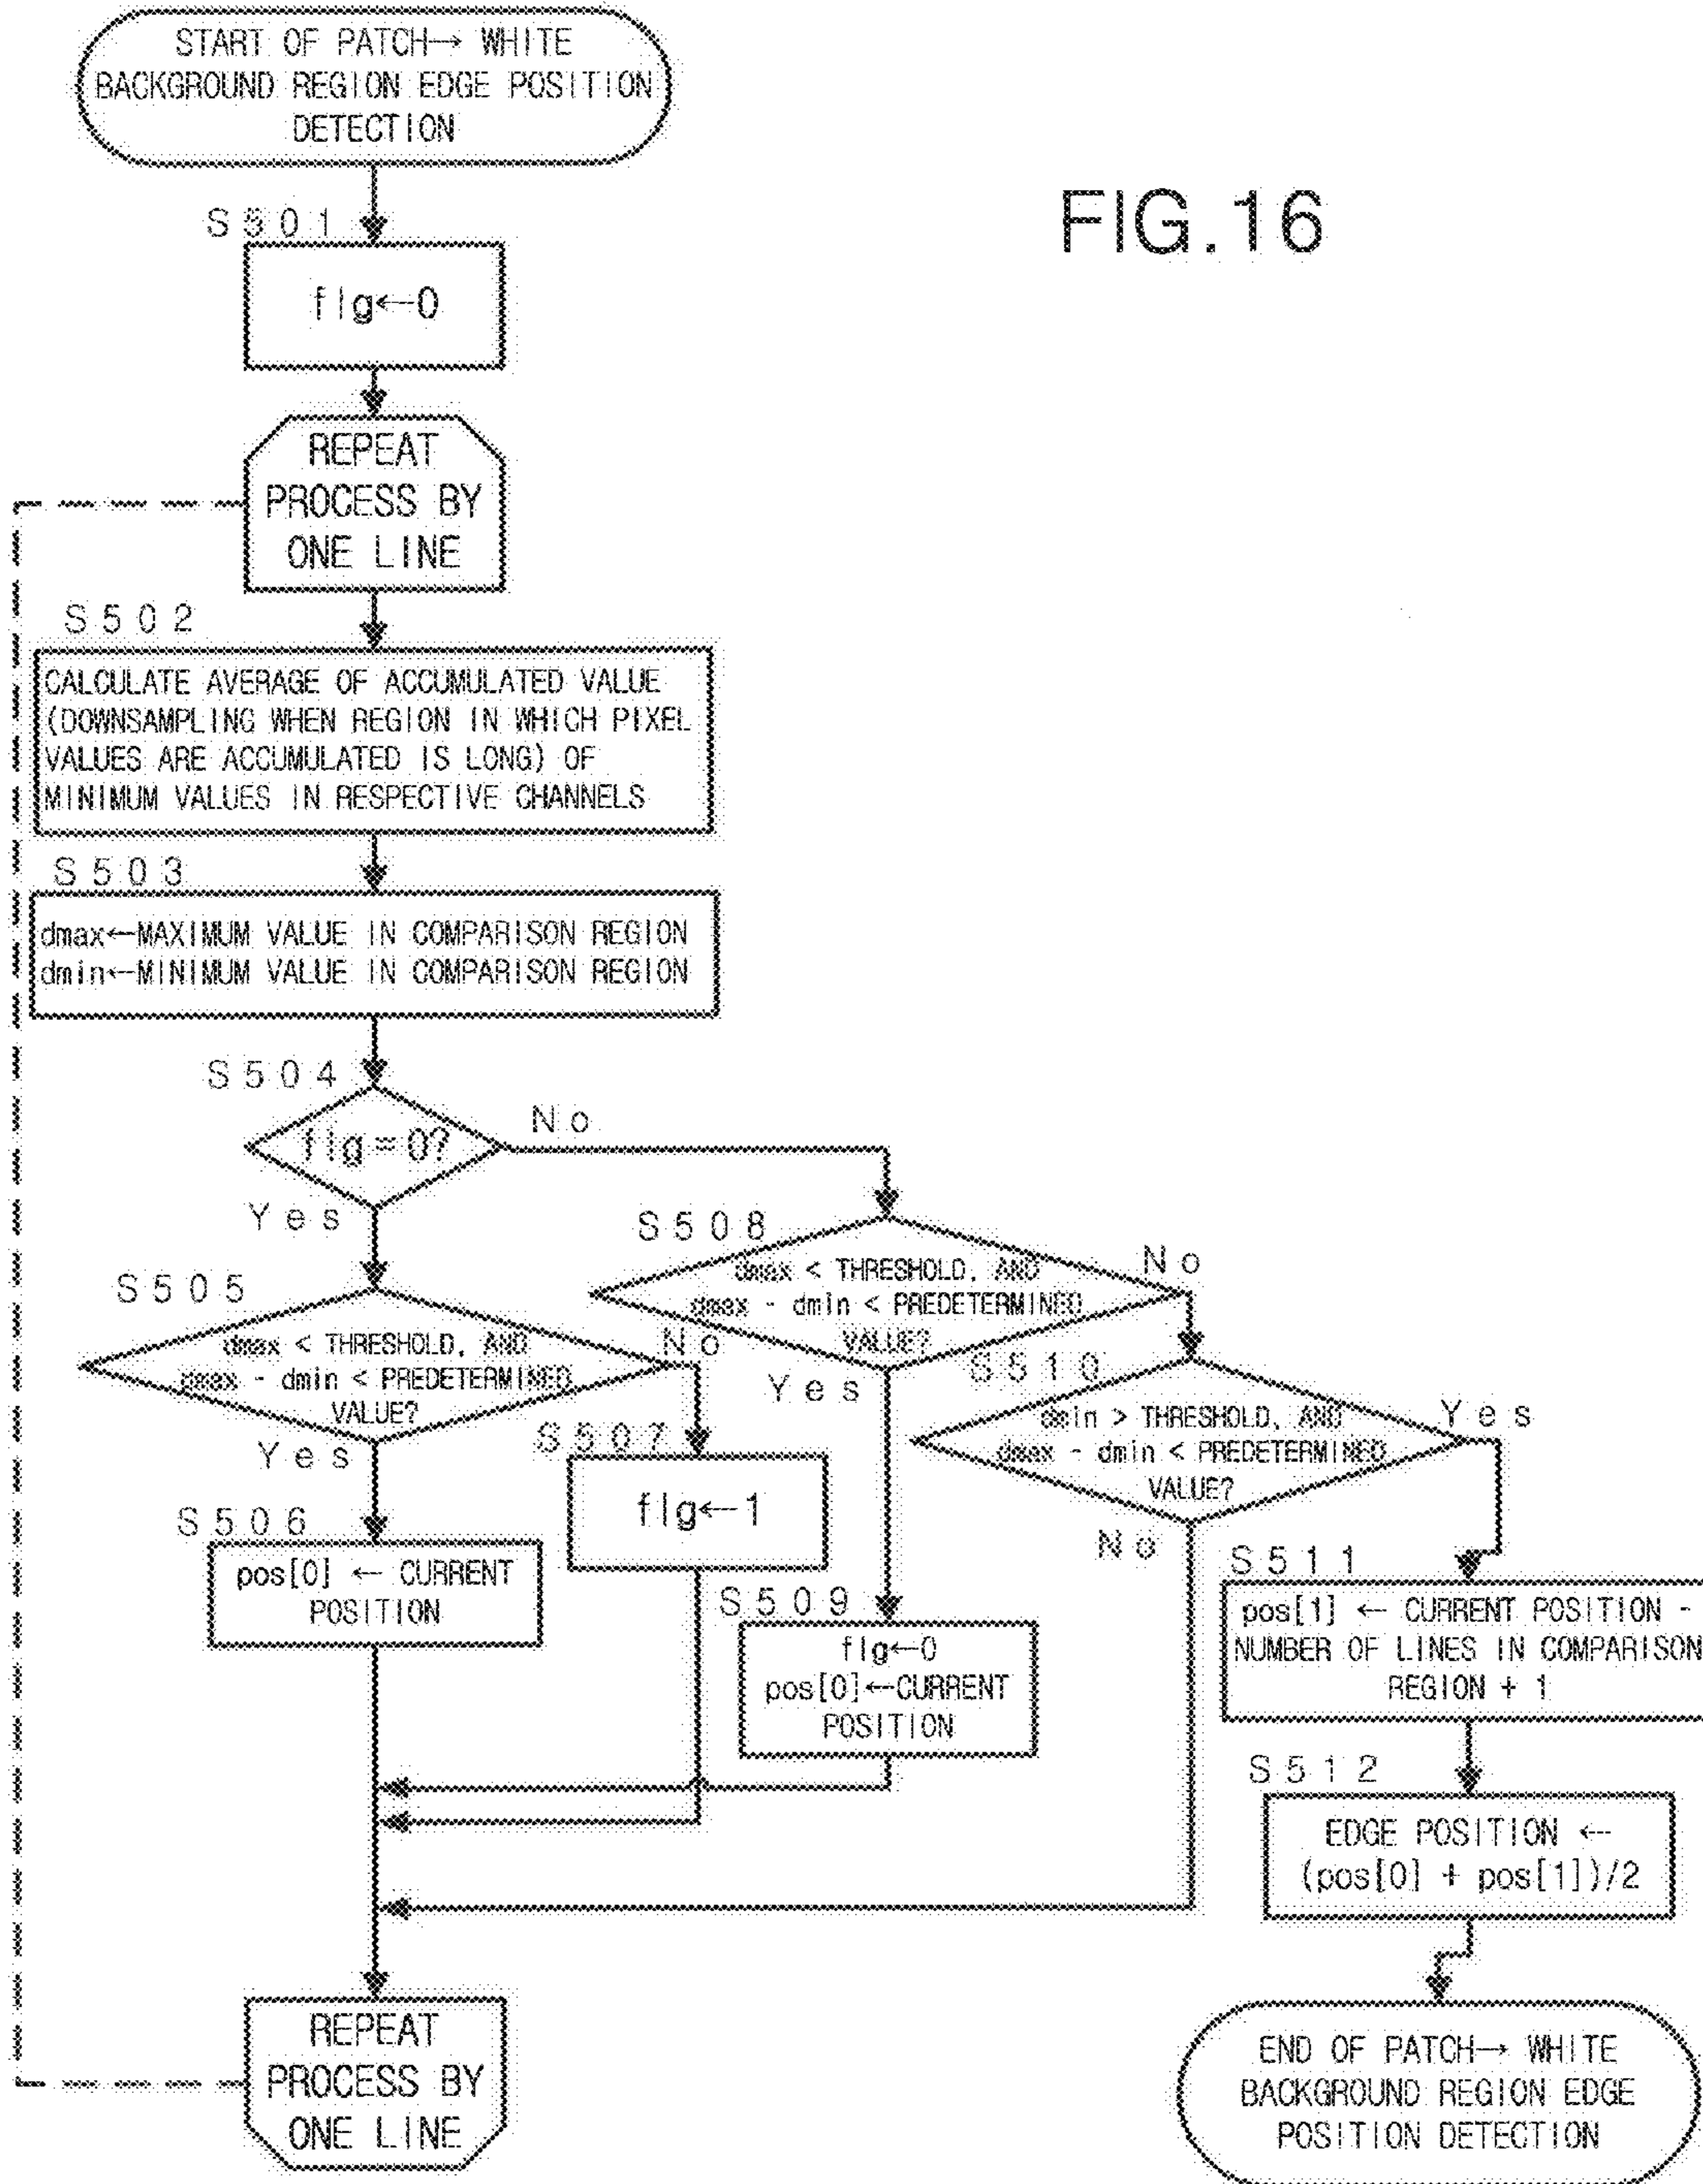 START OF PATCH→ WHITE
BACKGROUND REGION EDGE POSITION
DETECTION
FIG.16
S501
flg←0
REPEAT
PROCESS BY
ONE LINE
S502
CALCULATE AVERAGE OF ACCUMULATED VALUE
(DOWNSAMPLING WHEN REGION IN WHICH PIXEL
VALUES ARE ACCUMULATED IS LONG) OF
MINIMUM VALUES IN RESPECTIVE CHANNELS
S503
dmax←MAXIMUM VALUE IN COMPARISON REGION
dmin←MINIMUM VALUE IN COMPARISON REGION
S504
flg=0?
No
Yes
S505
dmax < THRESHOLD, AND
dmax - dmin < PREDETERMINED
VALUE?
No
Yes
S506
pos[0] ← CURRENT
POSITION
S507
flg←1
S508
dmax < THRESHOLD, AND
dmax - dmin < PREDETERMINED
VALUE?
No
Yes
S509
flg←0
pos[0]←CURRENT
POSITION
S510
dmin > THRESHOLD, AND
dmax - dmin < PREDETERMINED
VALUE?
Yes
No
S511
pos[1] ← CURRENT POSITION -
NUMBER OF LINES IN COMPARISON
REGION + 1
S512
EDGE POSITION ←
(pos[0] + pos[1])/2
REPEAT
PROCESS BY
ONE LINE
END OF PATCH→ WHITE
BACKGROUND REGION EDGE
POSITION DETECTION